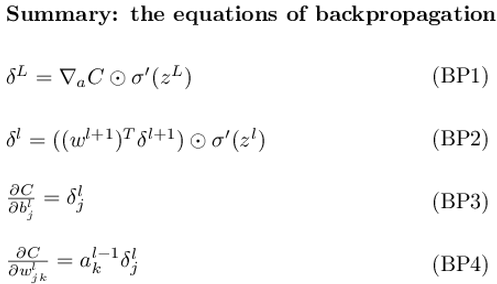 Summary: the equations of backpropagation
δ^L = ∇_a C ⊙ σ′(z^L) (BP1)
δ^l = ((w^{l+1})^T δ^{l+1}) ⊙ σ′(z^l) (BP2)
∂C/∂b^l_j = δ^l_j (BP3)
∂C/∂w^l_{jk} = a^{l−1}_k δ^l_j (BP4)